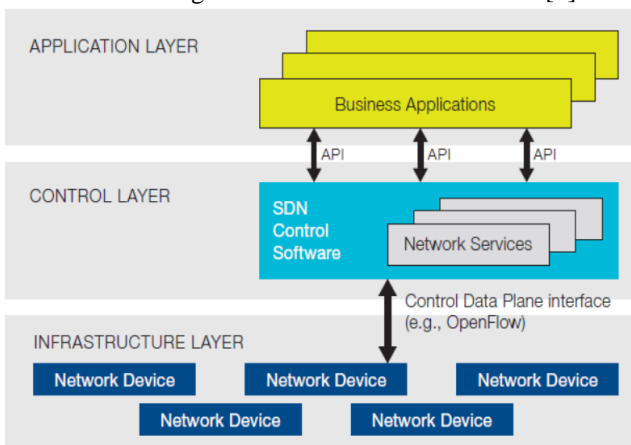 APPLICATION LAYER
Business Applications
API
API
API
CONTROL LAYER
SDN
Control
Software
Network Services
Control Data Plane interface
(e.g., OpenFlow)
INFRASTRUCTURE LAYER
Network Device
Network Device
Network Device
Network Device
Network Device